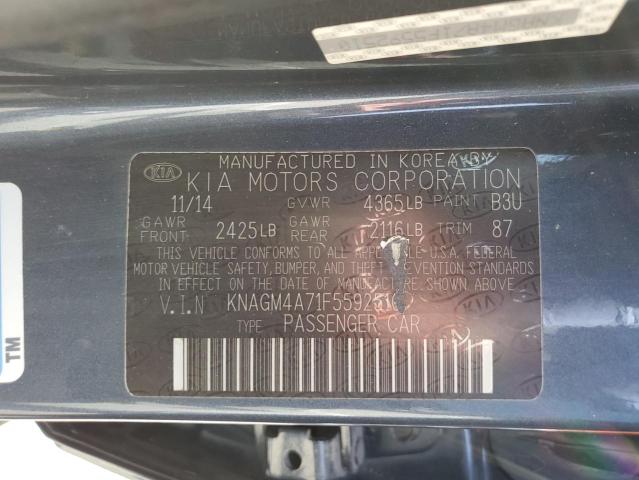 KIA MANUFACTURED IN KOREA
KIA MOTORS CORPORATION
11/14 GVWR 4365LB PAINT B3U
GAWR FRONT 2425LB GAWR REAR 2116LB TRIM 87
THIS VEHICLE CONFORMS TO ALL APPLICABLE U.S.A. FEDERAL
MOTOR VEHICLE SAFETY, BUMPER, AND THEFT PREVENTION STANDARDS
IN EFFECT ON THE DATE OF MANUFACTURE SHOWN ABOVE.
V.I.N
TYPE PASSENGER CAR
TM